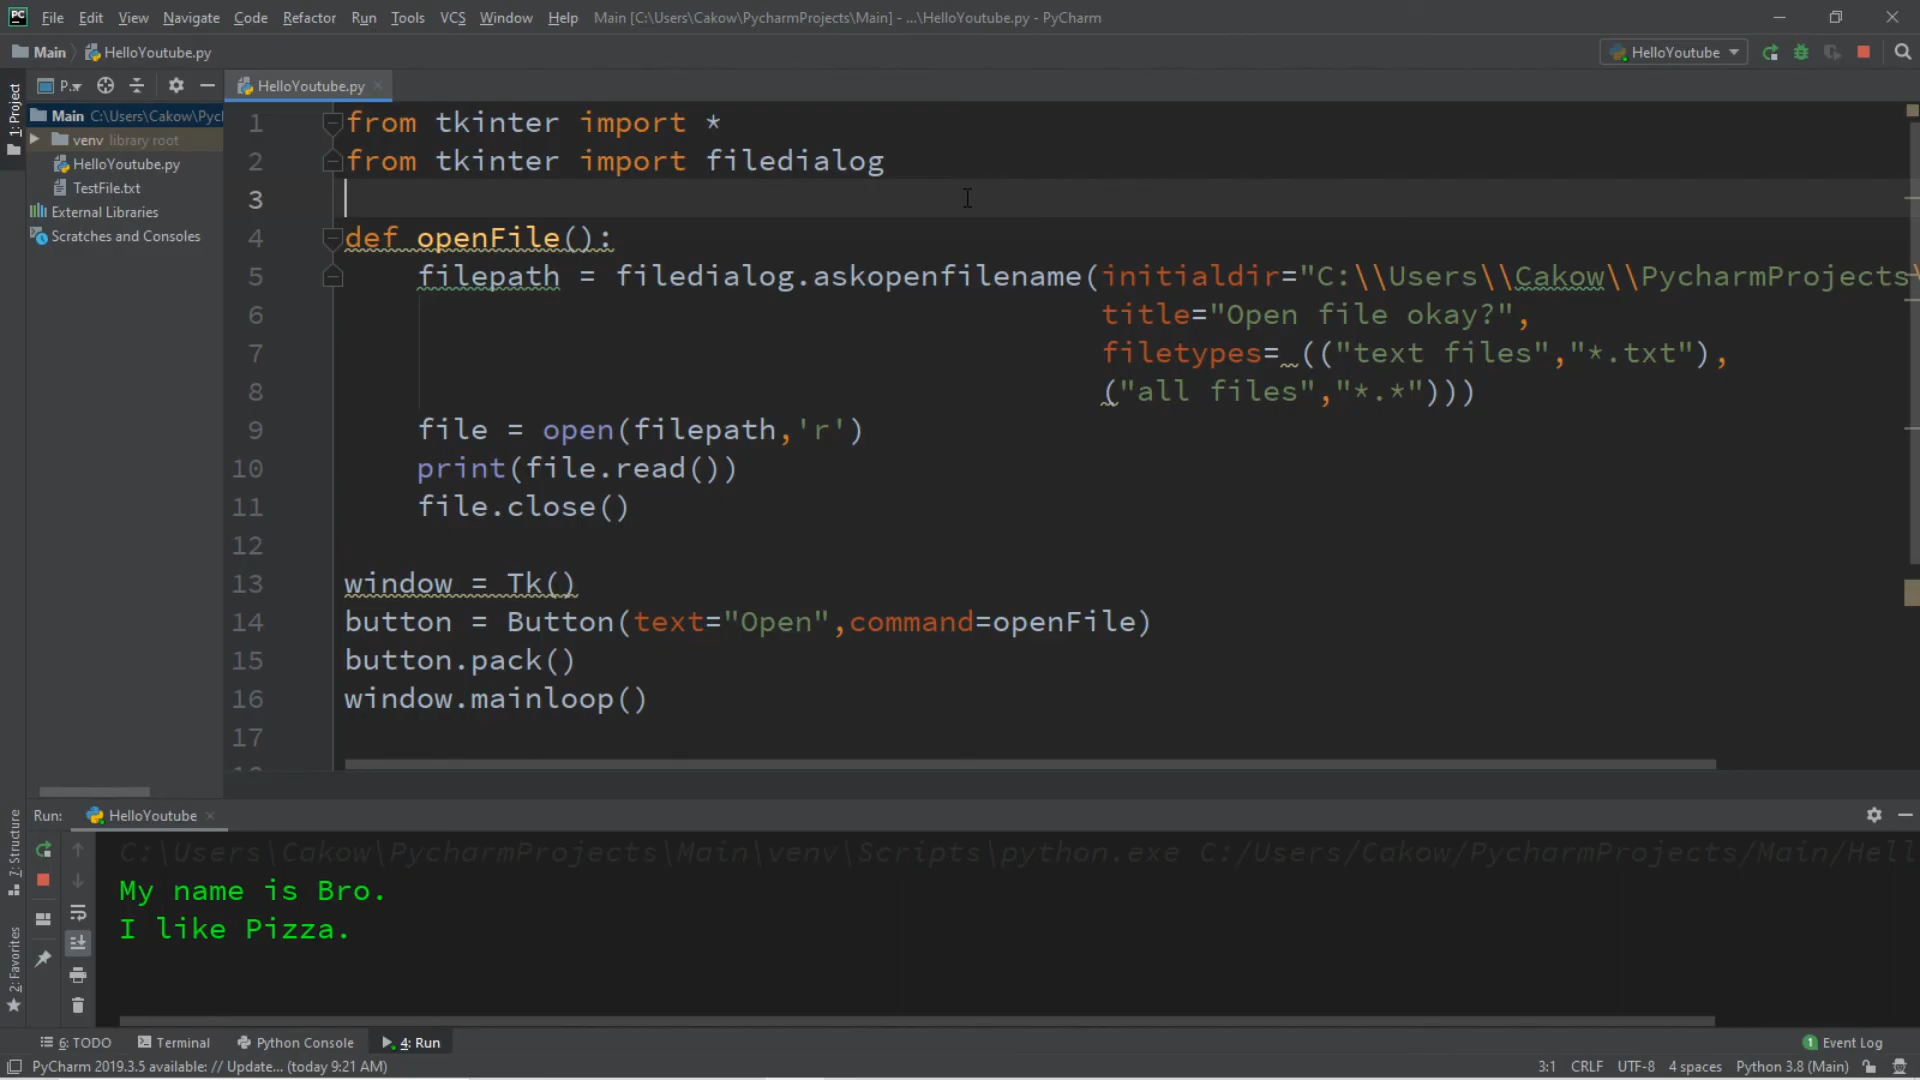 PC File Edit View Navigate Code Refactor Run Tools VCS Window Help Main [C:\Users\Cakow\PycharmProjects\Main] - ...\HelloYoutube.py - PyCharm
Main HelloYoutube.py HelloYoutube
1: Project P.. HelloYoutube.py
Main C:\Users\Cakow\Pycl
venv library root
HelloYoutube.py
TestFile.txt
External Libraries
Scratches and Consoles
1 from tkinter import *
2 from tkinter import filedialog
3
4 def openFile():
5 filepath = filedialog.askopenfilename(initialdir="C:\\Users\\Cakow\\PycharmProjects\
6 title="Open file okay?",
7 filetypes= (("text files","*.txt"),
8 ("all files","*.*")))
9 file = open(filepath,'r')
10 print(file.read())
11 file.close()
12
13 window = Tk()
14 button = Button(text="Open",command=openFile)
15 button.pack()
16 window.mainloop()
17
Run: HelloYoutube
7: Structure
2: Favorites
C:\Users\Cakow\PycharmProjects\Main\venv\Scripts\python.exe C:/Users/Cakow/PycharmProjects/Main/Hell
My name is Bro.
I like Pizza.
6: TODO Terminal Python Console 4: Run 1 Event Log
PyCharm 2019.3.5 available: // Update... (today 9:21 AM) 3:1 CRLF UTF-8 4 spaces Python 3.8 (Main)